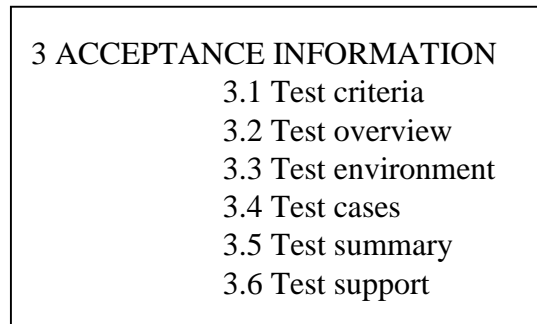 3 ACCEPTANCE INFORMATION
3.1 Test criteria
3.2 Test overview
3.3 Test environment
3.4 Test cases
3.5 Test summary
3.6 Test support